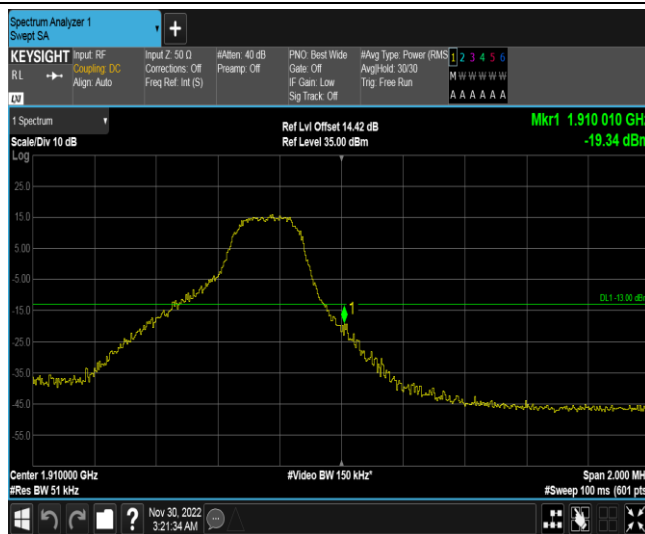 Spectrum Analyzer 1
Swept SA
KEYSIGHT
RL
LXI
Input: RF
Coupling: DC
Align: Auto
Input Z: 50 Ω
Corrections: Off
Freq Ref: Int (S)
#Atten: 40 dB
Preamp: Off
PNO: Best Wide
Gate: Off
IF Gain: Low
Sig Track: Off
#Avg Type: Power (RMS
Avg|Hold: 30/30
Trig: Free Run
1 2 3 4 5 6
M W W W W W
A A A A A A
1 Spectrum
Scale/Div 10 dB
Ref Lvl Offset 14.42 dB
Ref Level 35.00 dBm
Mkr1 1.910 010 GHz
-19.34 dBm
Log
25.0
15.0
5.00
-5.00
DL1 -13.00 dBm
1
-15.0
-25.0
-35.0
-45.0
-55.0
Center 1.910000 GHz
#Res BW 51 kHz
#Video BW 150 kHz*
Span 2.000 MH
#Sweep 100 ms (601 pts
?
Nov 30, 2022
3:21:34 AM